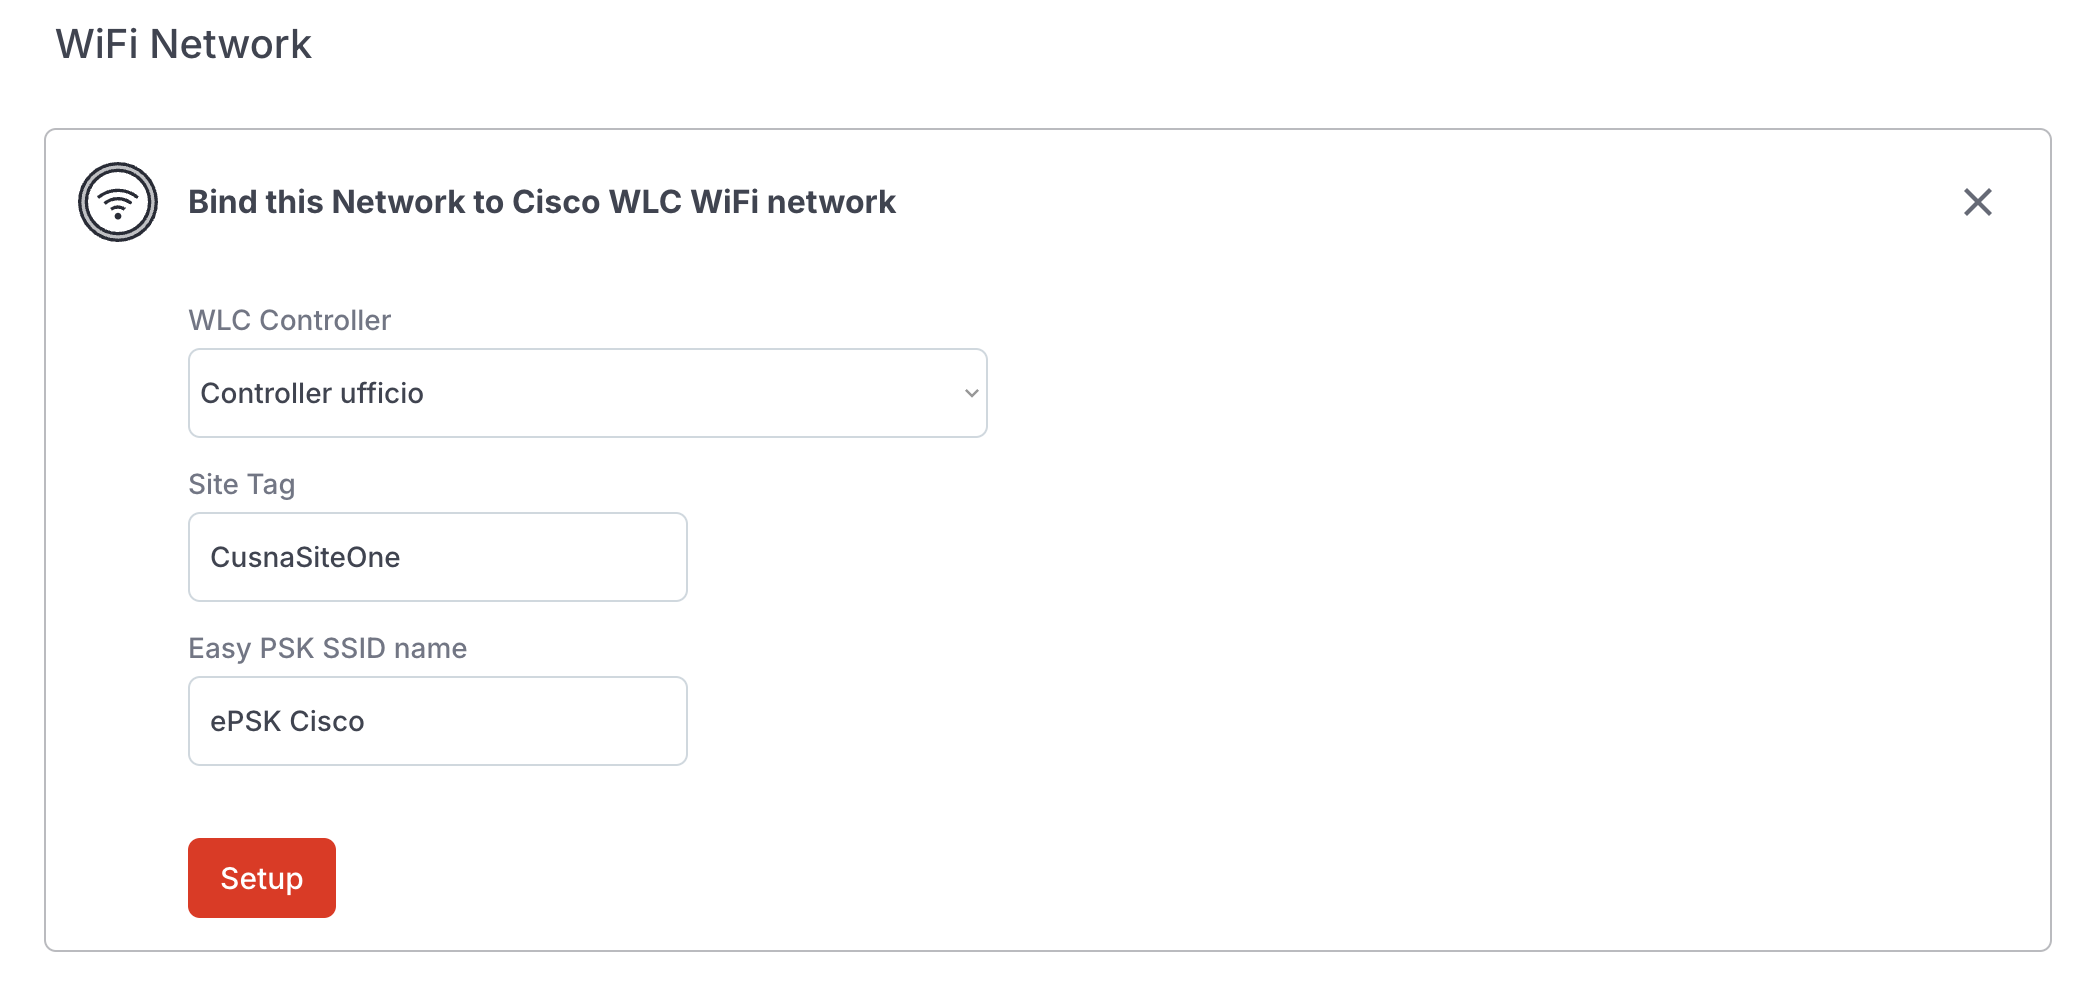 WiFi Network
Bind this Network to Cisco WLC WiFi network
WLC Controller
Controller ufficio
Site Tag
CusnaSiteOne
Easy PSK SSID name
ePSK Cisco
Setup